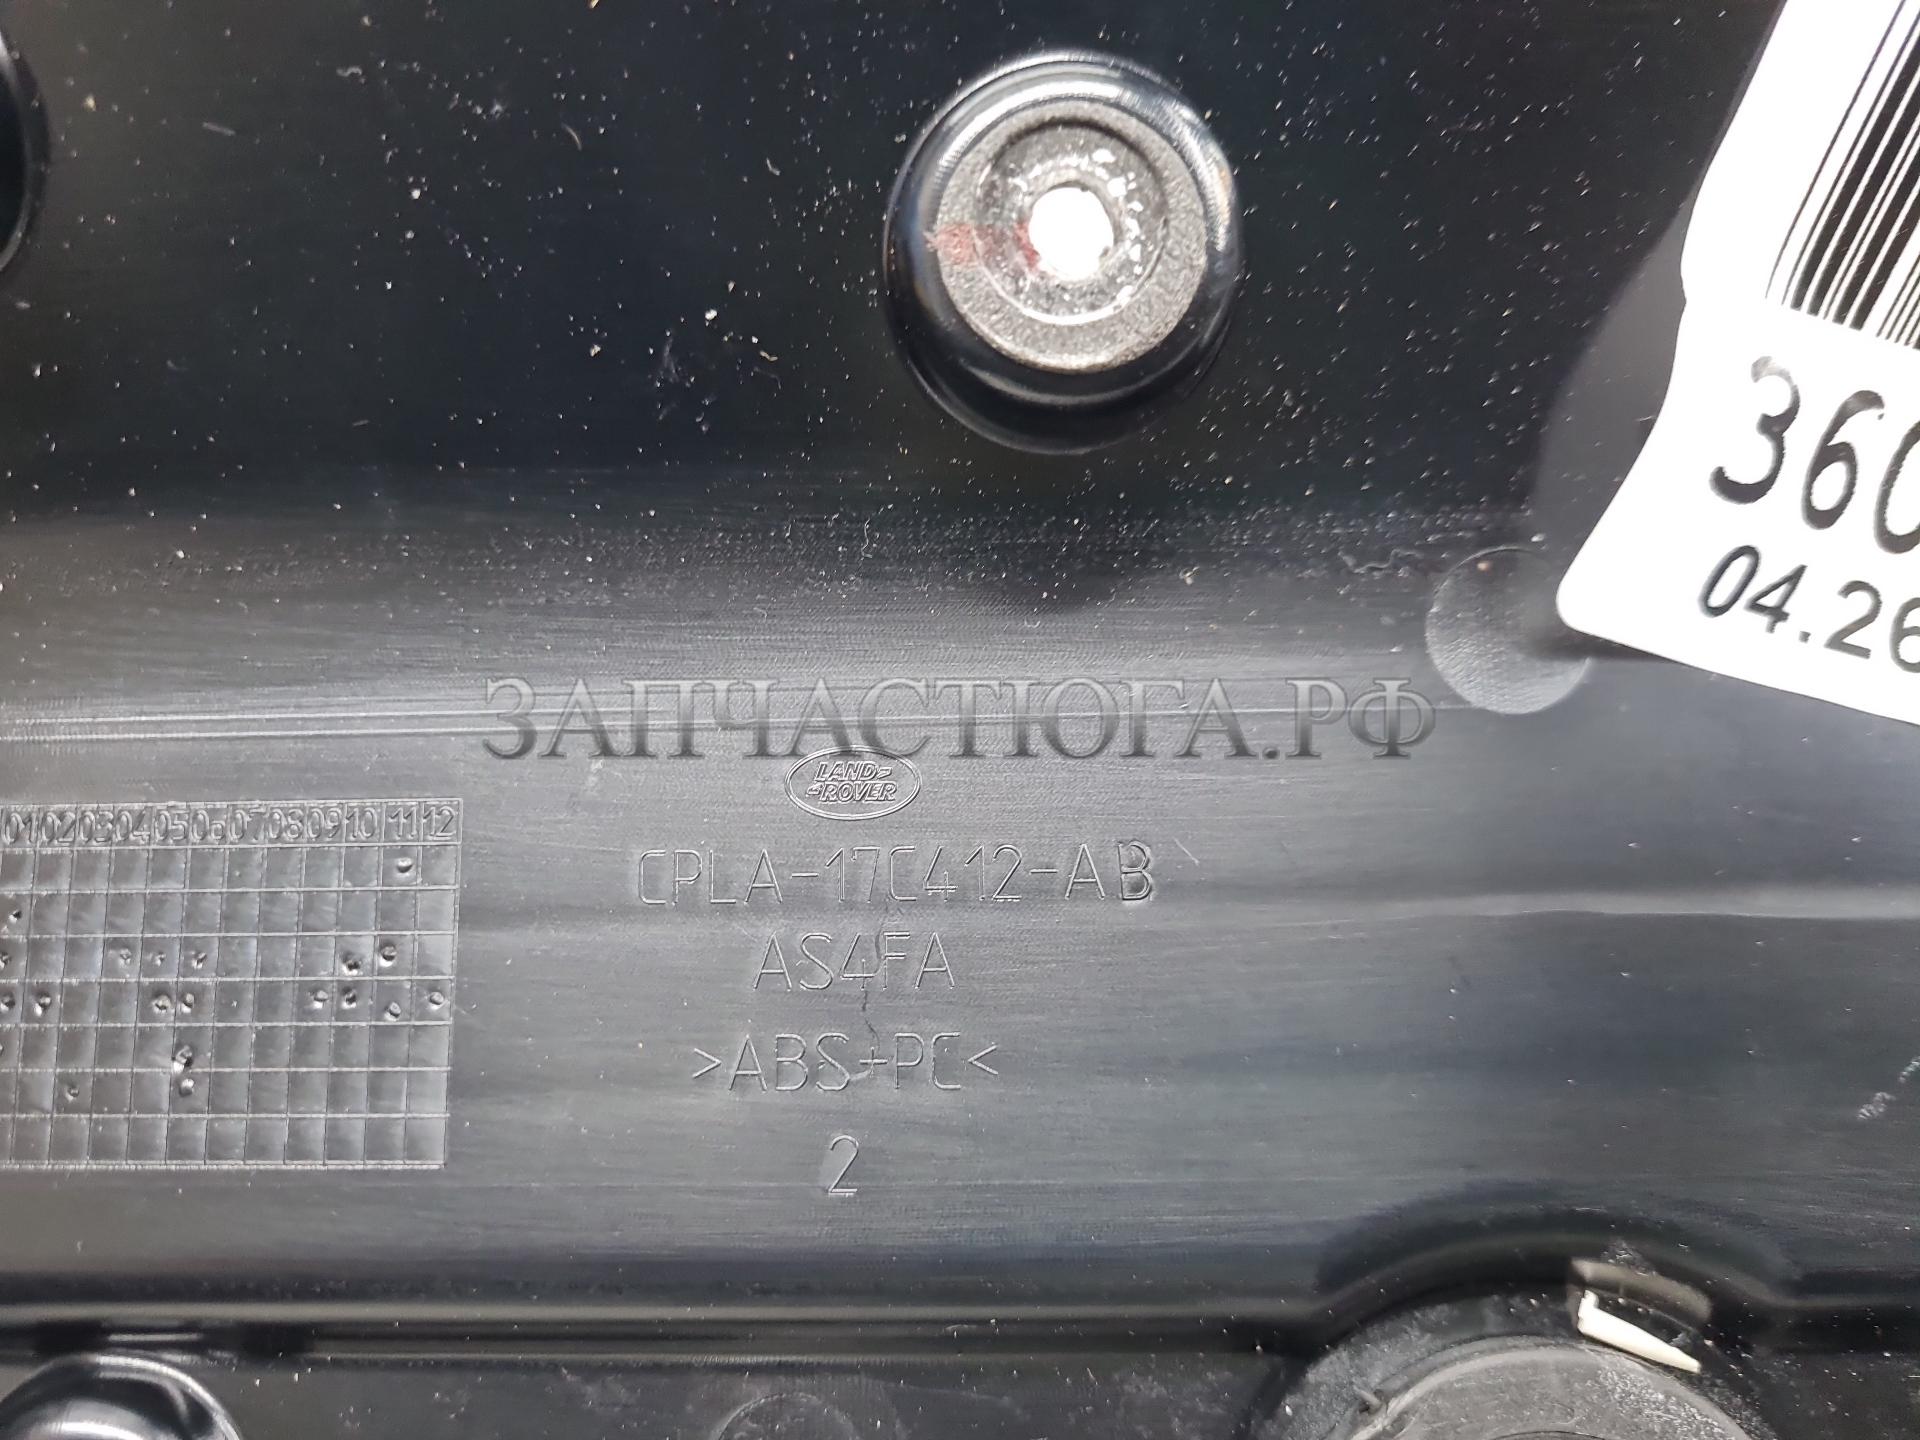 360
04.26
ЗАПЧАСТЮГА.РФ
LAND
ROVER
01 02 03 04 05 06 07 08 09 10 11 12
CPLA-17C412-AB
AS4FA
>ABS+PC<
2